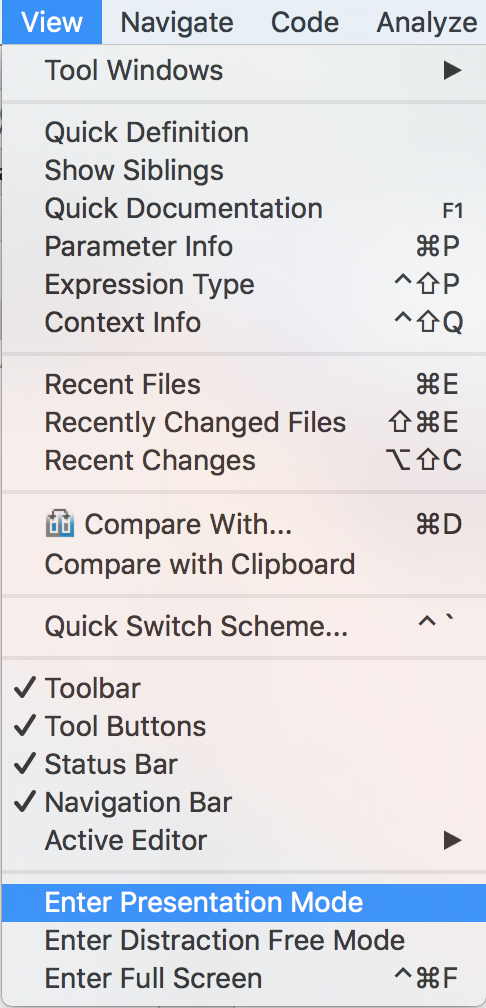 View Navigate Code Analyze
Tool Windows ▶
Quick Definition
Show Siblings
Quick Documentation F1
Parameter Info ⌘P
Expression Type ^⇧P
Context Info ^⇧Q
Recent Files ⌘E
Recently Changed Files ⇧⌘E
Recent Changes ⌥⇧C
Compare With... ⌘D
Compare with Clipboard
Quick Switch Scheme... ^`
✓ Toolbar
✓ Tool Buttons
✓ Status Bar
✓ Navigation Bar
Active Editor ▶
Enter Presentation Mode
Enter Distraction Free Mode
Enter Full Screen ^⌘F